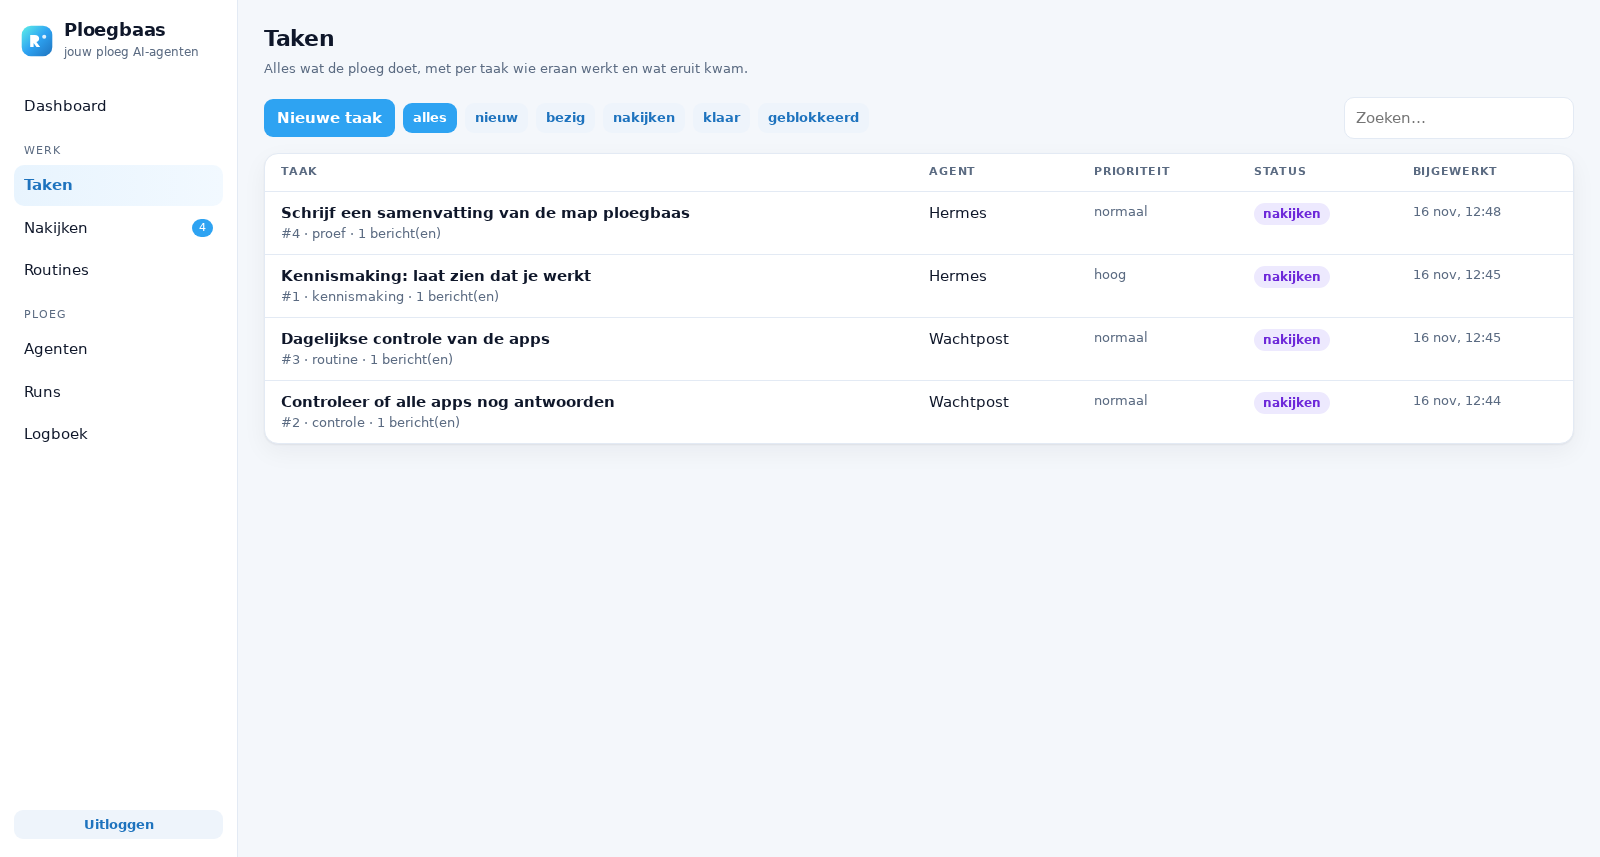 Ploegbaas
jouw ploeg AI-agenten
Dashboard
WERK
Taken
Nakijken 4
Routines
PLOEG
Agenten
Runs
Logboek
Uitloggen
Taken
Alles wat de ploeg doet, met per taak wie eraan werkt en wat eruit kwam.
Nieuwe taak alles nieuw bezig nakijken klaar geblokkeerd Zoeken…
TAAK AGENT PRIORITEIT STATUS BIJGEWERKT
Schrijf een samenvatting van de map ploegbaas Hermes normaal nakijken 16 nov, 12:48
#4 · proef · 1 bericht(en)
Kennismaking: laat zien dat je werkt Hermes hoog nakijken 16 nov, 12:45
#1 · kennismaking · 1 bericht(en)
Dagelijkse controle van de apps Wachtpost normaal nakijken 16 nov, 12:45
#3 · routine · 1 bericht(en)
Controleer of alle apps nog antwoorden Wachtpost normaal nakijken 16 nov, 12:44
#2 · controle · 1 bericht(en)